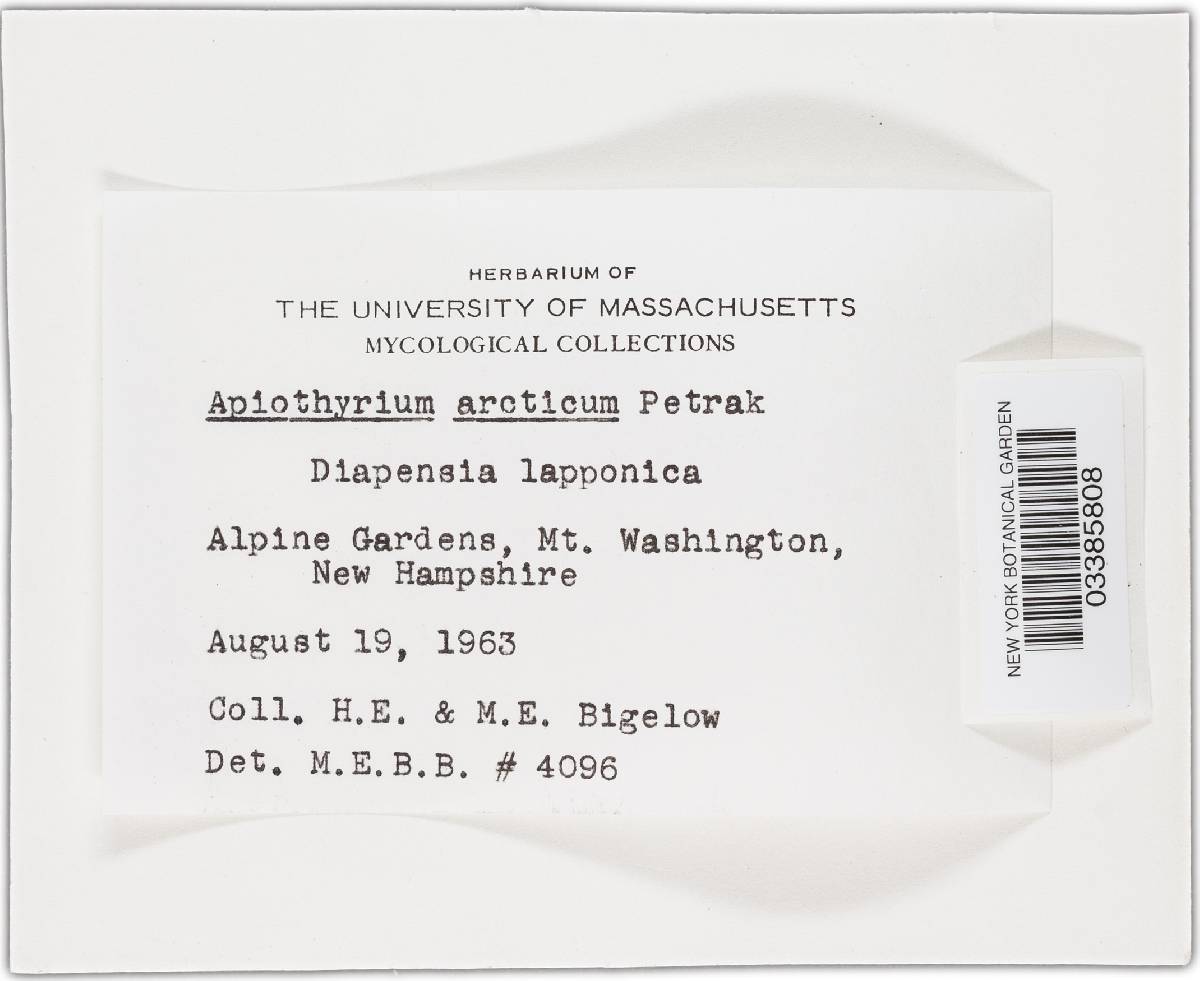 HERBARIUM OF
THE UNIVERSITY OF MASSACHUSETTS
MYCOLOGICAL COLLECTIONS
Apiothyrium arcticum Petrak
Diapensia lapponica
Alpine Gardens, Mt. Washington,
New Hampshire
August 19, 1963
Coll. H.E. & M.E. Bigelow
Det. M.E.B.B. # 4096
NEW YORK BOTANICAL GARDEN
03385808